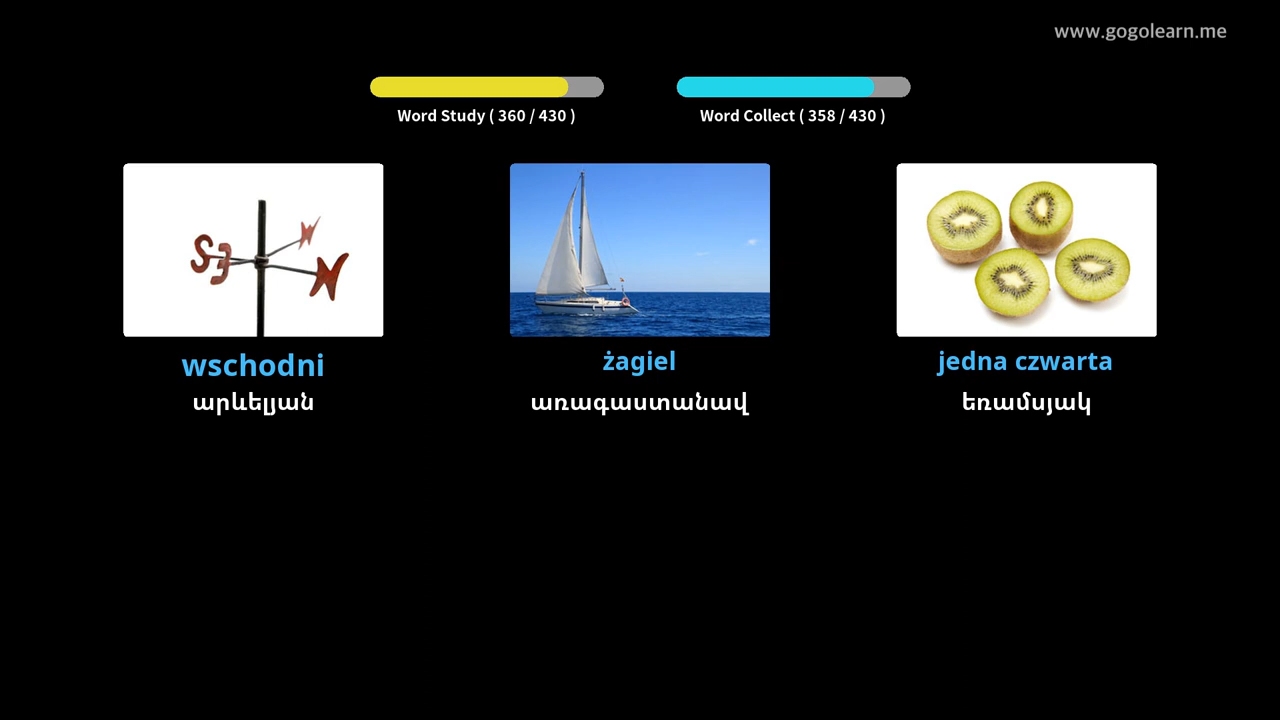 www.gogolearn.me
Word Study ( 360 / 430 )
Word Collect ( 358 / 430 )
S E N W
wschodni
żagiel
jedna czwarta
արևելյան
առագաստանավ
եռամսյակ